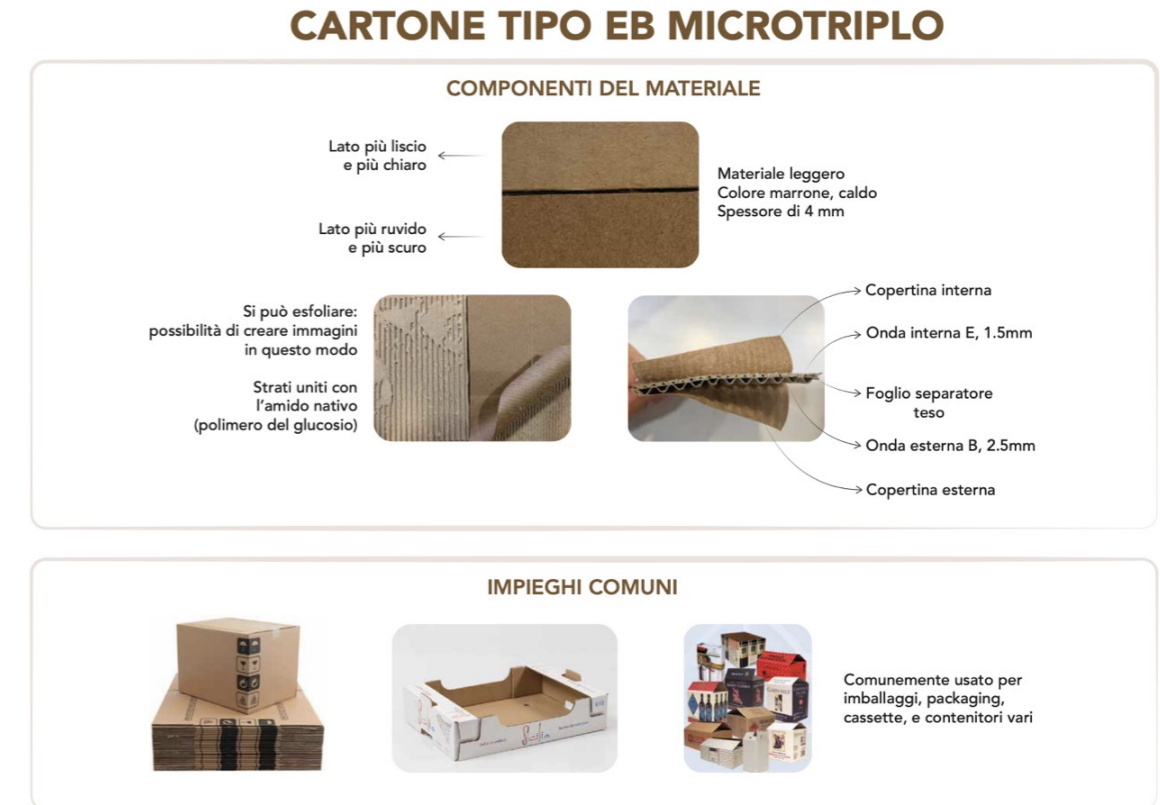 CARTONE TIPO EB MICROTRIPLO
COMPONENTI DEL MATERIALE
Lato più liscio
e più chiaro
Materiale leggero
Colore marrone, caldo
Spessore di 4 mm
Lato più ruvido
e più scuro
Si può esfoliare:
possibilità di creare immagini
in questo modo
Strati uniti con
l'amido nativo
(polimero del glucosio)
Copertina interna
Onda interna E, 1.5mm
Foglio separatore
teso
Onda esterna B, 2.5mm
Copertina esterna
IMPIEGHI COMUNI
Comunemente usato per
imballaggi, packaging,
cassette, e contenitori vari